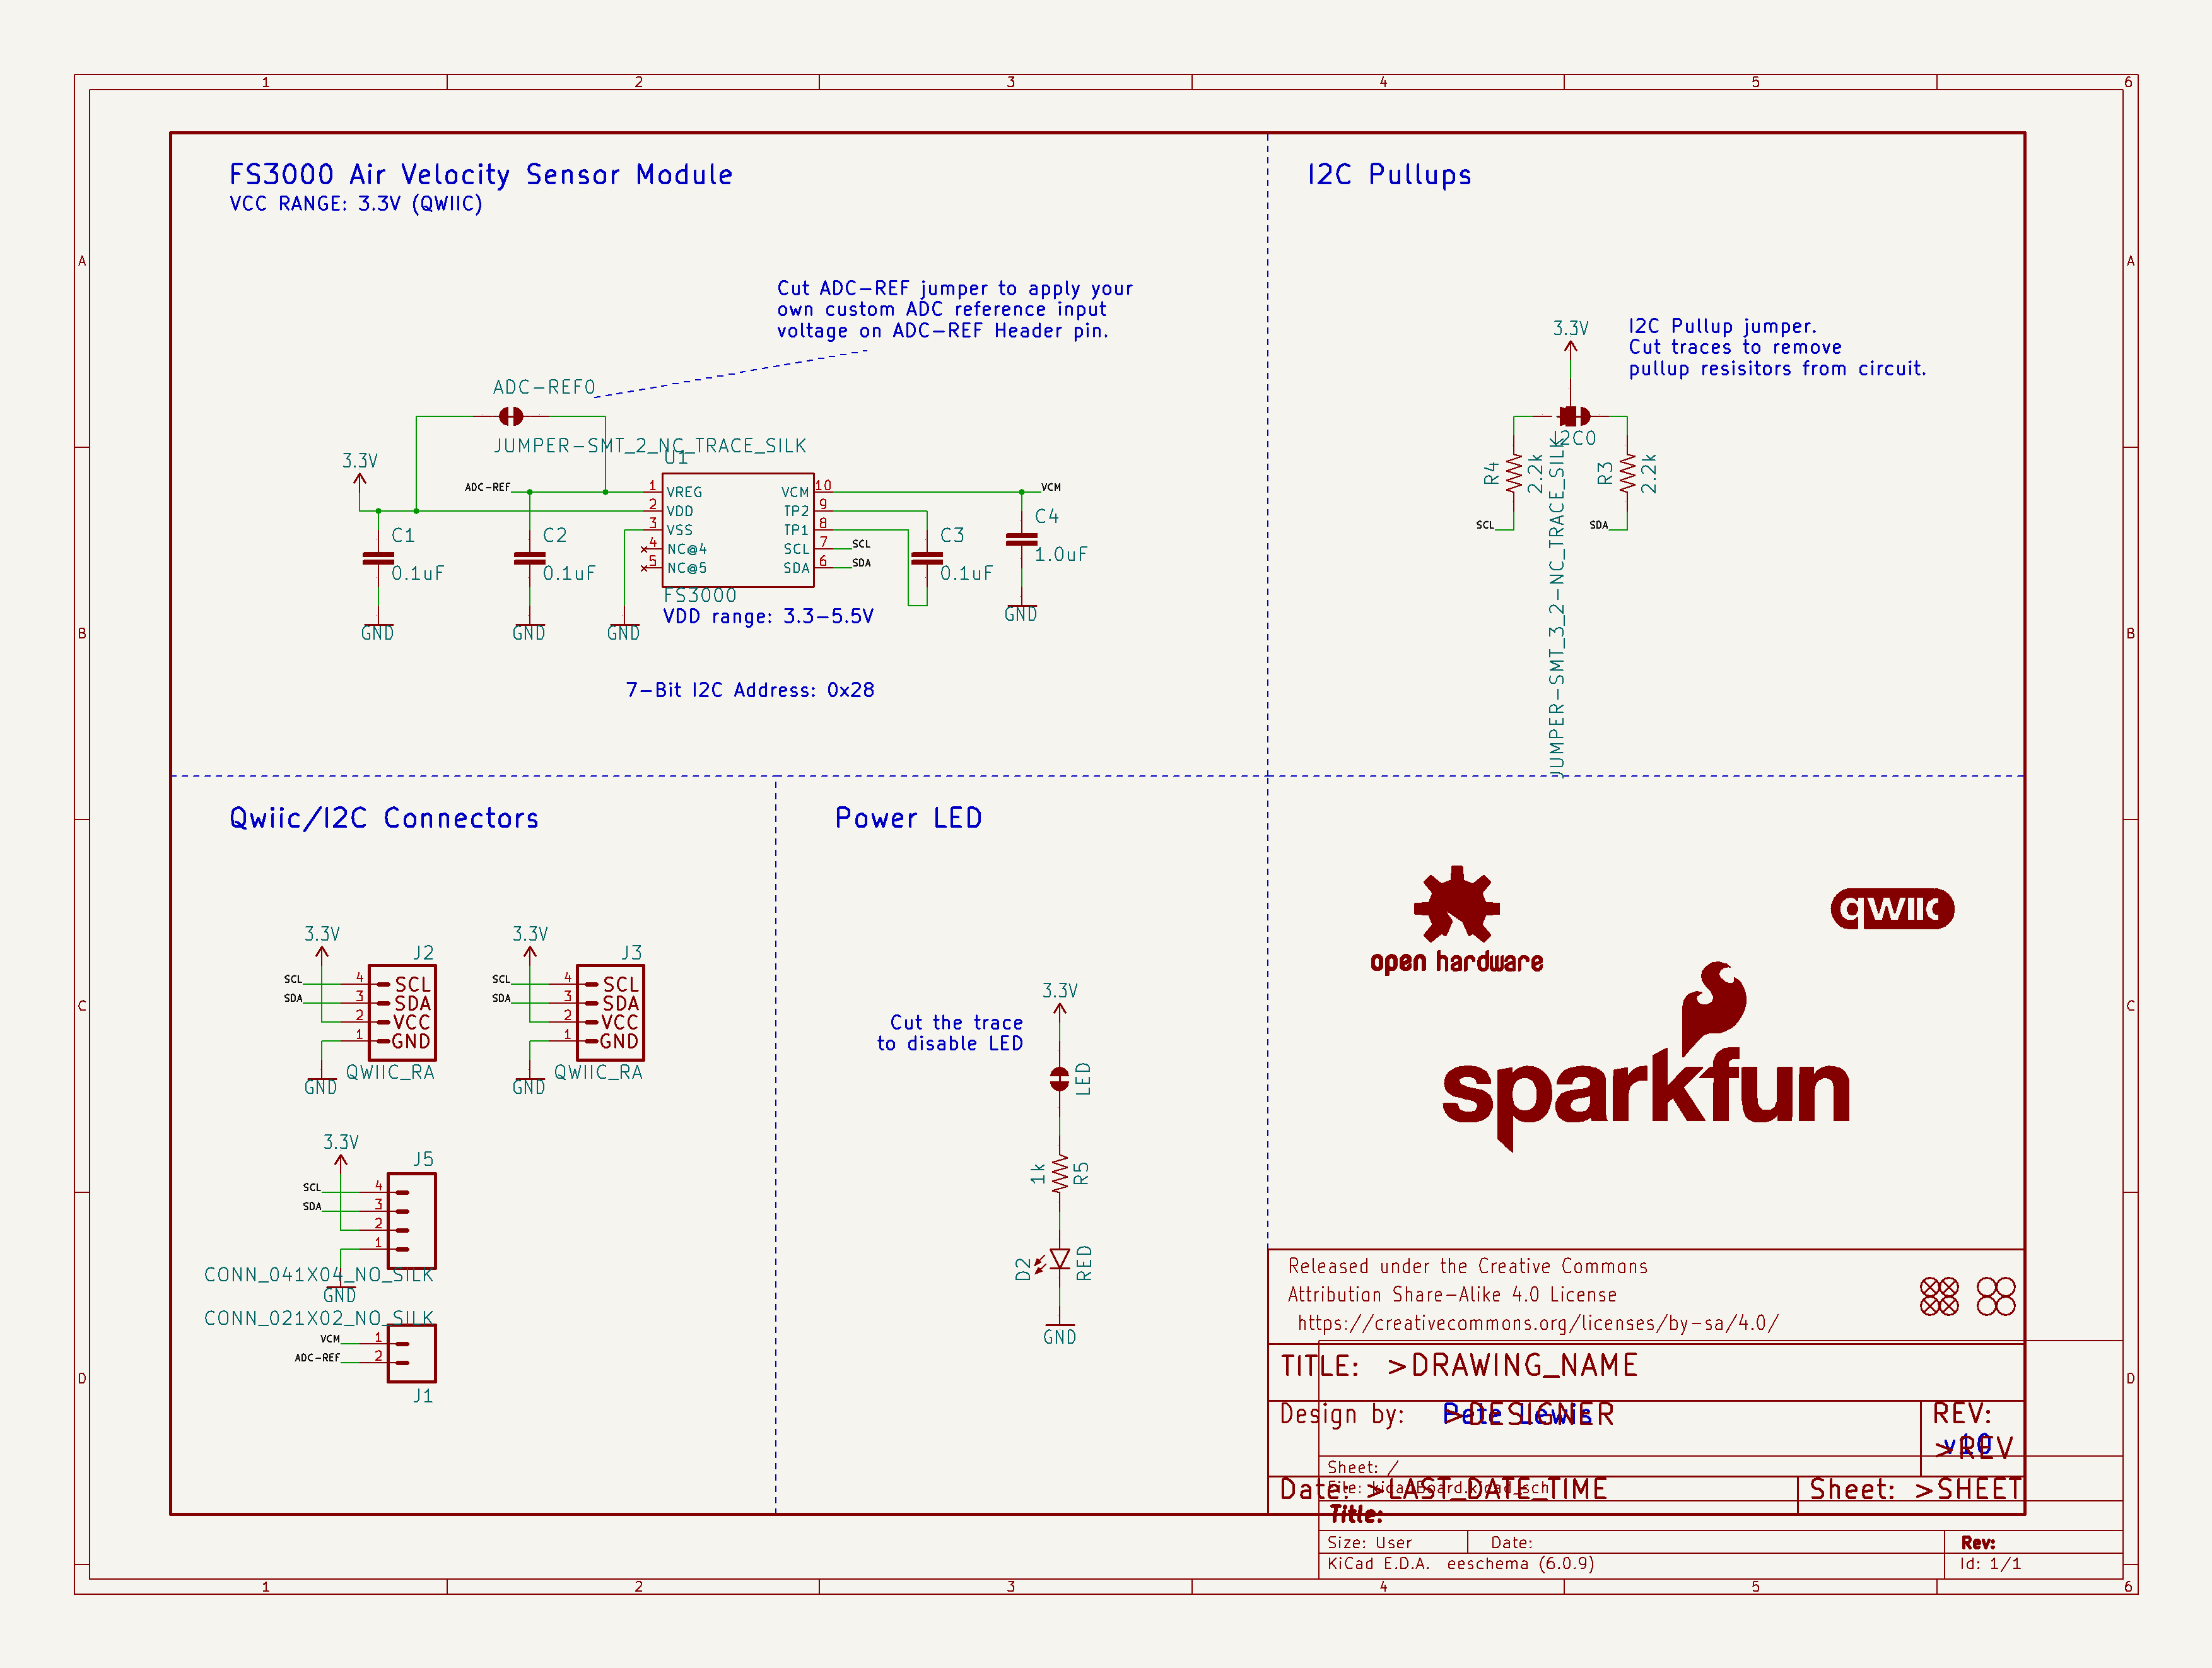 1 2 3 4 5 6
A
B
C
D
FS3000 Air Velocity Sensor Module
VCC RANGE: 3.3V (QWIIC)
Cut ADC-REF jumper to apply your
own custom ADC reference input
voltage on ADC-REF Header pin.
ADC-REF0
JUMPER-SMT_2_NC_TRACE_SILK
U1
3.3V
ADC-REF
1 VREG
2 VDD
3 VSS
4 NC@4
5 NC@5
VCM 10
TP2 9
TP1 8
SCL 7
SDA 6
VCM
SCL
SDA
C1
0.1uF
C2
0.1uF
C3
0.1uF
C4
1.0uF
GND
GND
GND
GND
FS3000
VDD range: 3.3-5.5V
7-Bit I2C Address: 0x28
I2C Pullups
3.3V
I2C Pullup jumper.
Cut traces to remove
pullup resisitors from circuit.
I2C0
JUMPER-SMT_3_2-NC_TRACE_SILK
R4
2.2k
R3
2.2k
SCL
SDA
Qwiic/I2C Connectors
3.3V
J2
SCL 4 SCL
SDA 3 SDA
2 VCC
1 GND
GND
QWIIC_RA
3.3V
J3
SCL 4 SCL
SDA 3 SDA
2 VCC
1 GND
GND
QWIIC_RA
3.3V
J5
SCL 4
SDA 3
2
1
CONN_041X04_NO_SILK
GND
CONN_021X02_NO_SILK
VCM 1
ADC-REF 2
J1
Power LED
3.3V
Cut the trace
to disable LED
LED
1k
R5
D2
RED
GND
open hardware
qwiic
sparkfun
Released under the Creative Commons
Attribution Share-Alike 4.0 License
https://creativecommons.org/licenses/by-sa/4.0/
TITLE: >DRAWING_NAME
Design by: Pete Lewis
>DESIGNER
REV:
v10
>REV
Date: >LAST_DATE_TIME
Sheet: >SHEET
Sheet: /
File: kicadBoard.kicad_sch
Title:
Size: User
Date:
Rev:
KiCad E.D.A. eeschema (6.0.9)
Id: 1/1
1 2 3 4 5 6
A
B
C
D